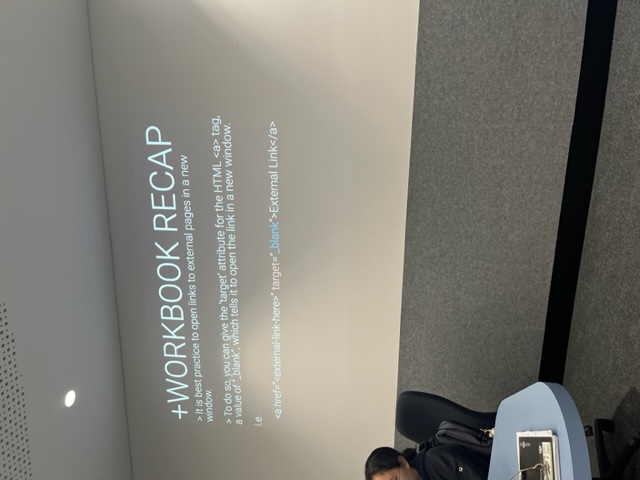 +WORKBOOK RECAP
> It is best practice to open links to external pages in a new
window.
> To do so, you can give the 'target' attribute for the HTML <a> tag,
a value of "_blank", which tells it to open the link in a new window.
i.e.
<a href="<external-link-here>" target="_blank">External Link</a>